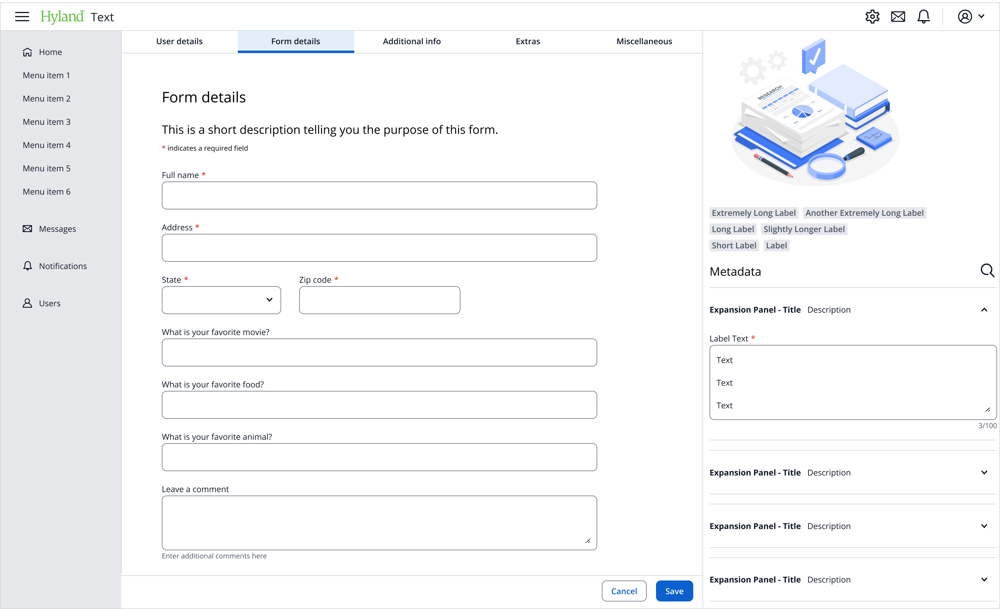 Hyland Text
Home
Menu item 1
Menu item 2
Menu item 3
Menu item 4
Menu item 5
Menu item 6
Messages
Notifications
Users
User details
Form details
Additional info
Extras
Miscellaneous
Form details
This is a short description telling you the purpose of this form.
* indicates a required field
Full name *
Address *
State *
Zip code *
What is your favorite movie?
What is your favorite food?
What is your favorite animal?
Leave a comment
Enter additional comments here
Cancel
Save
RESEARCH
Extremely Long Label Another Extremely Long Label
Long Label Slightly Longer Label
Short Label Label
Metadata
Expansion Panel - Title Description
Label Text *
Text
Text
Text
3/100
Expansion Panel - Title Description
Expansion Panel - Title Description
Expansion Panel - Title Description